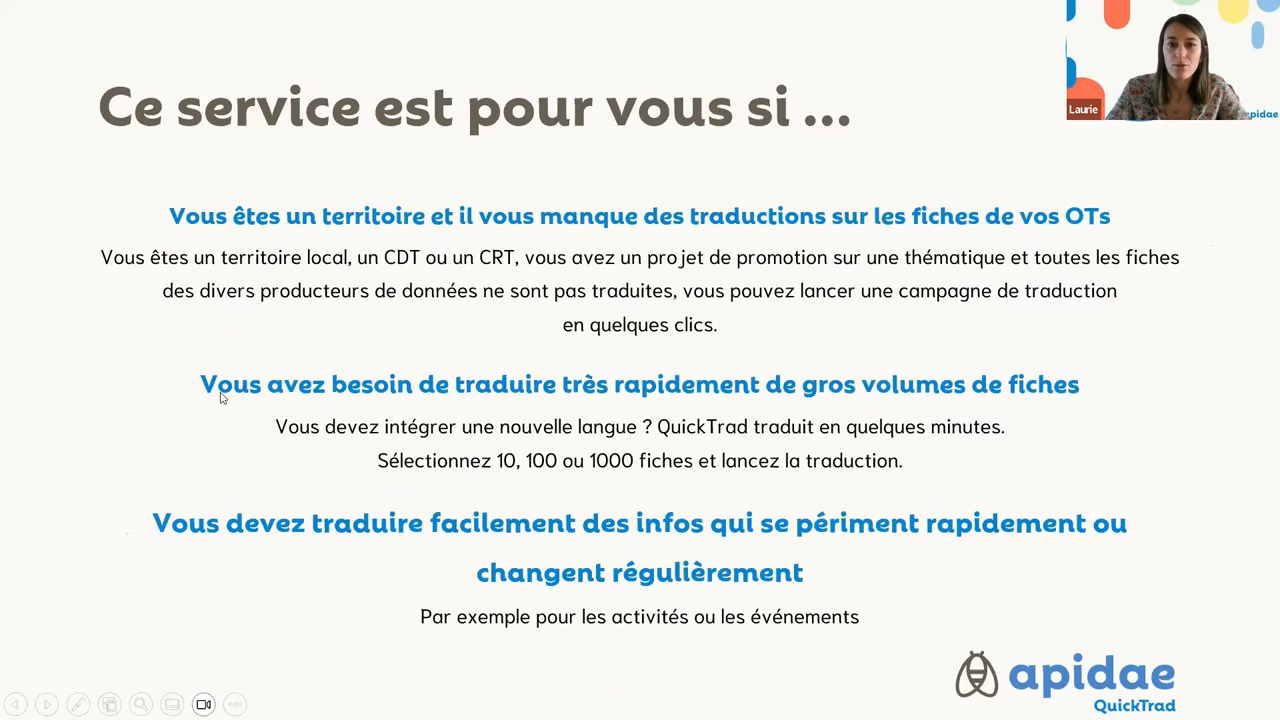 Ce service est pour vous si ...
Laurie
pidae
Vous êtes un territoire et il vous manque des traductions sur les fiches de vos OTs
Vous êtes un territoire local, un CDT ou un CRT, vous avez un projet de promotion sur une thématique et toutes les fiches
des divers producteurs de données ne sont pas traduites, vous pouvez lancer une campagne de traduction
en quelques clics.
Vous avez besoin de traduire très rapidement de gros volumes de fiches
Vous devez intégrer une nouvelle langue ? QuickTrad traduit en quelques minutes.
Sélectionnez 10, 100 ou 1000 fiches et lancez la traduction.
Vous devez traduire facilement des infos qui se périment rapidement ou
changent régulièrement
Par exemple pour les activités ou les événements
apidae
QuickTrad